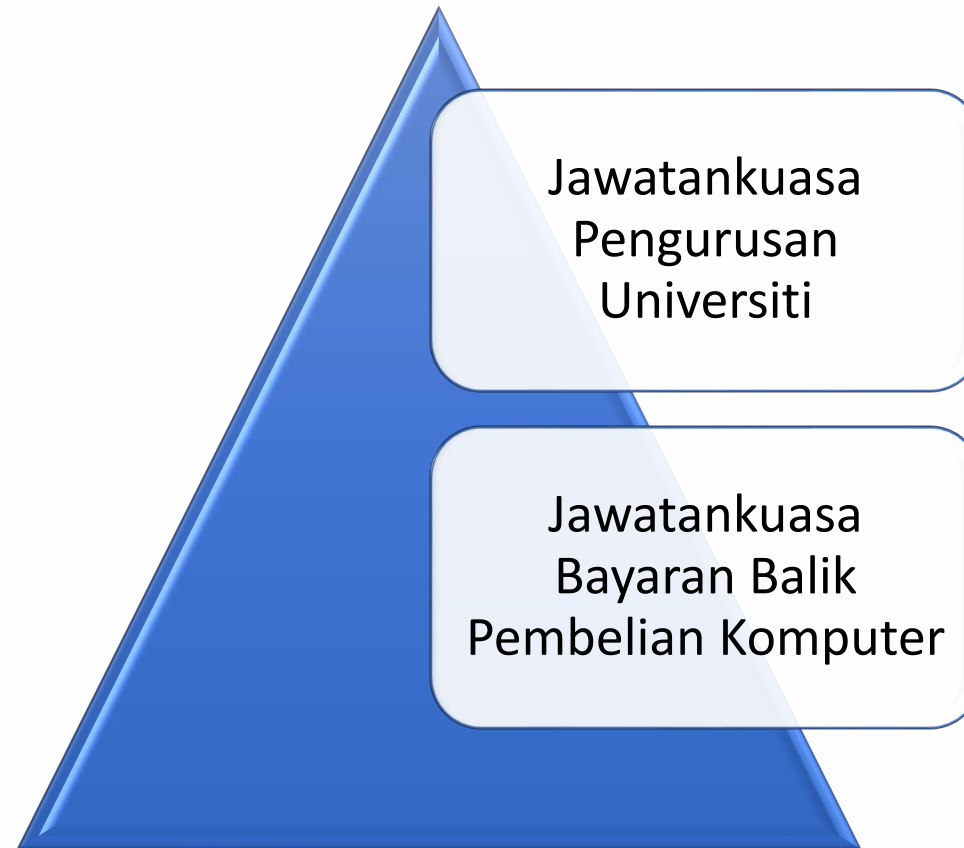 Jawatankuasa
Pengurusan
Universiti
Jawatankuasa
Bayaran Balik
Pembelian Komputer